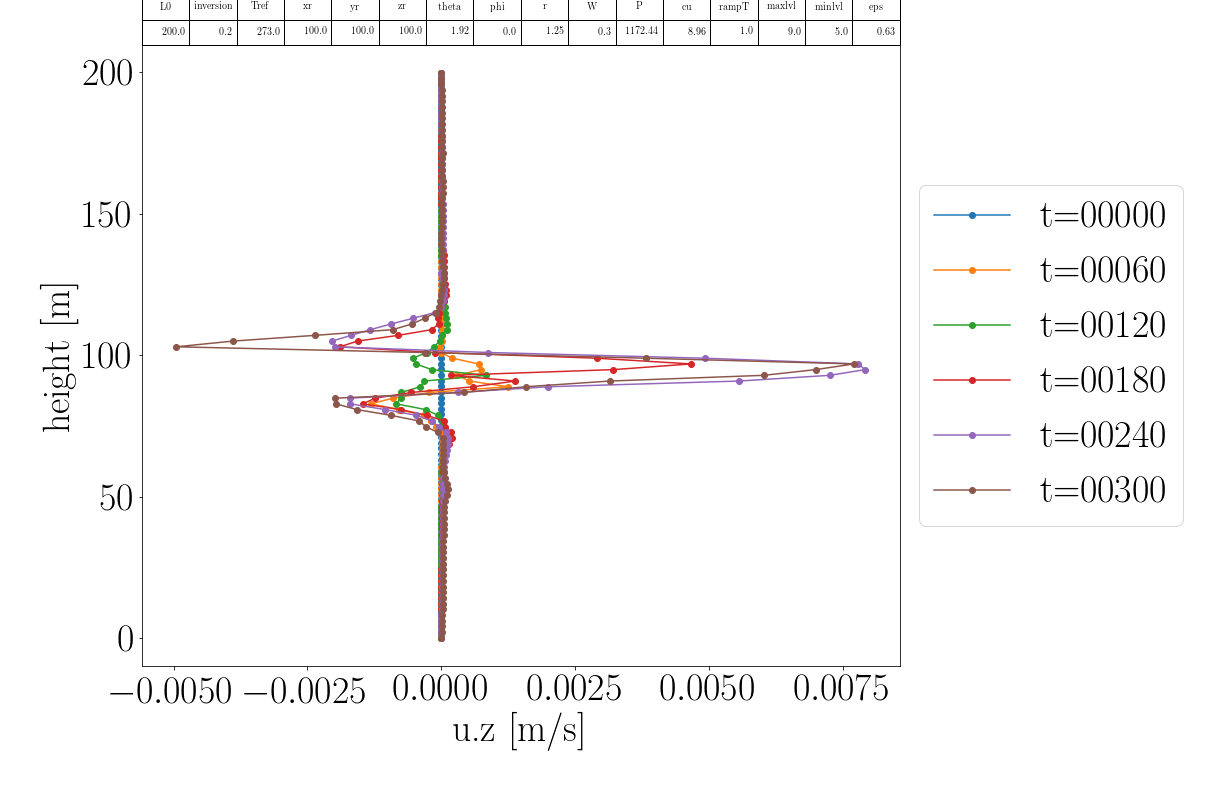 L0 inversion Tref xr yr zr theta phi r W P cu rampT maxlvl minlvl eps
200.0 0.2 273.0 100.0 100.0 100.0 1.92 0.0 1.25 0.3 1172.44 8.96 1.0 9.0 5.0 0.63
200
150
100
50
0
height [m]
−0.0050 −0.0025 0.0000 0.0025 0.0050 0.0075
u.z [m/s]
t=00000
t=00060
t=00120
t=00180
t=00240
t=00300